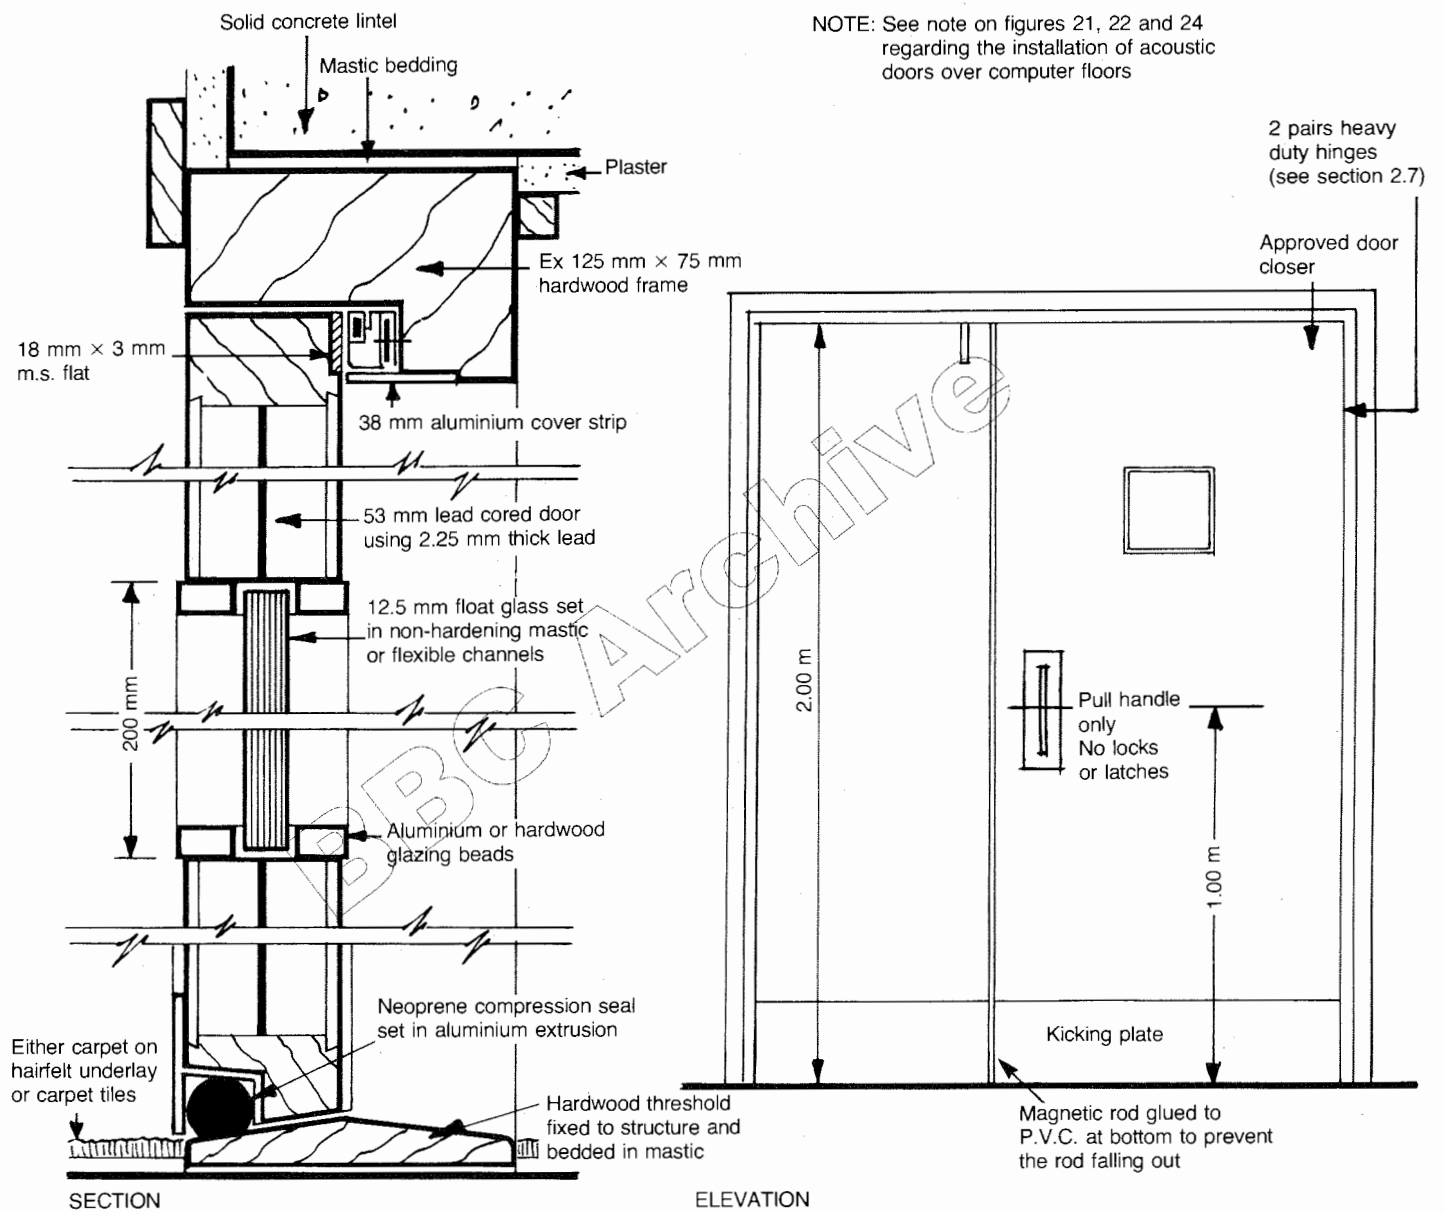 Solid concrete lintel
Mastic bedding
Plaster
Ex 125 mm × 75 mm
hardwood frame
18 mm × 3 mm
m.s. flat
38 mm aluminium cover strip
53 mm lead cored door
using 2.25 mm thick lead
12.5 mm float glass set
in non-hardening mastic
or flexible channels
200 mm
Aluminium or hardwood
glazing beads
Neoprene compression seal
set in aluminium extrusion
Either carpet on
hairfelt underlay
or carpet tiles
Hardwood threshold
fixed to structure and
bedded in mastic
SECTION
NOTE: See note on figures 21, 22 and 24
regarding the installation of acoustic
doors over computer floors
2 pairs heavy
duty hinges
(see section 2.7)
Approved door
closer
2.00 m
Pull handle
only
No locks
or latches
1.00 m
Kicking plate
Magnetic rod glued to
P.V.C. at bottom to prevent
the rod falling out
ELEVATION
BBC Archive